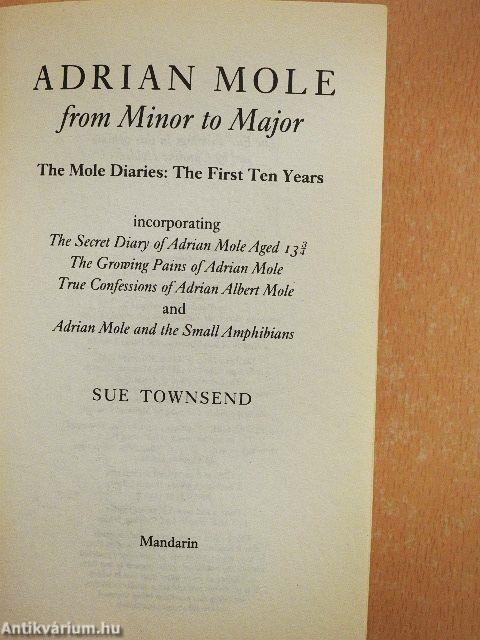 ADRIAN MOLE
from Minor to Major
The Mole Diaries: The First Ten Years
incorporating
The Secret Diary of Adrian Mole Aged 13¾
The Growing Pains of Adrian Mole
True Confessions of Adrian Albert Mole
and
Adrian Mole and the Small Amphibians
SUE TOWNSEND
Mandarin
Antikvárium.hu